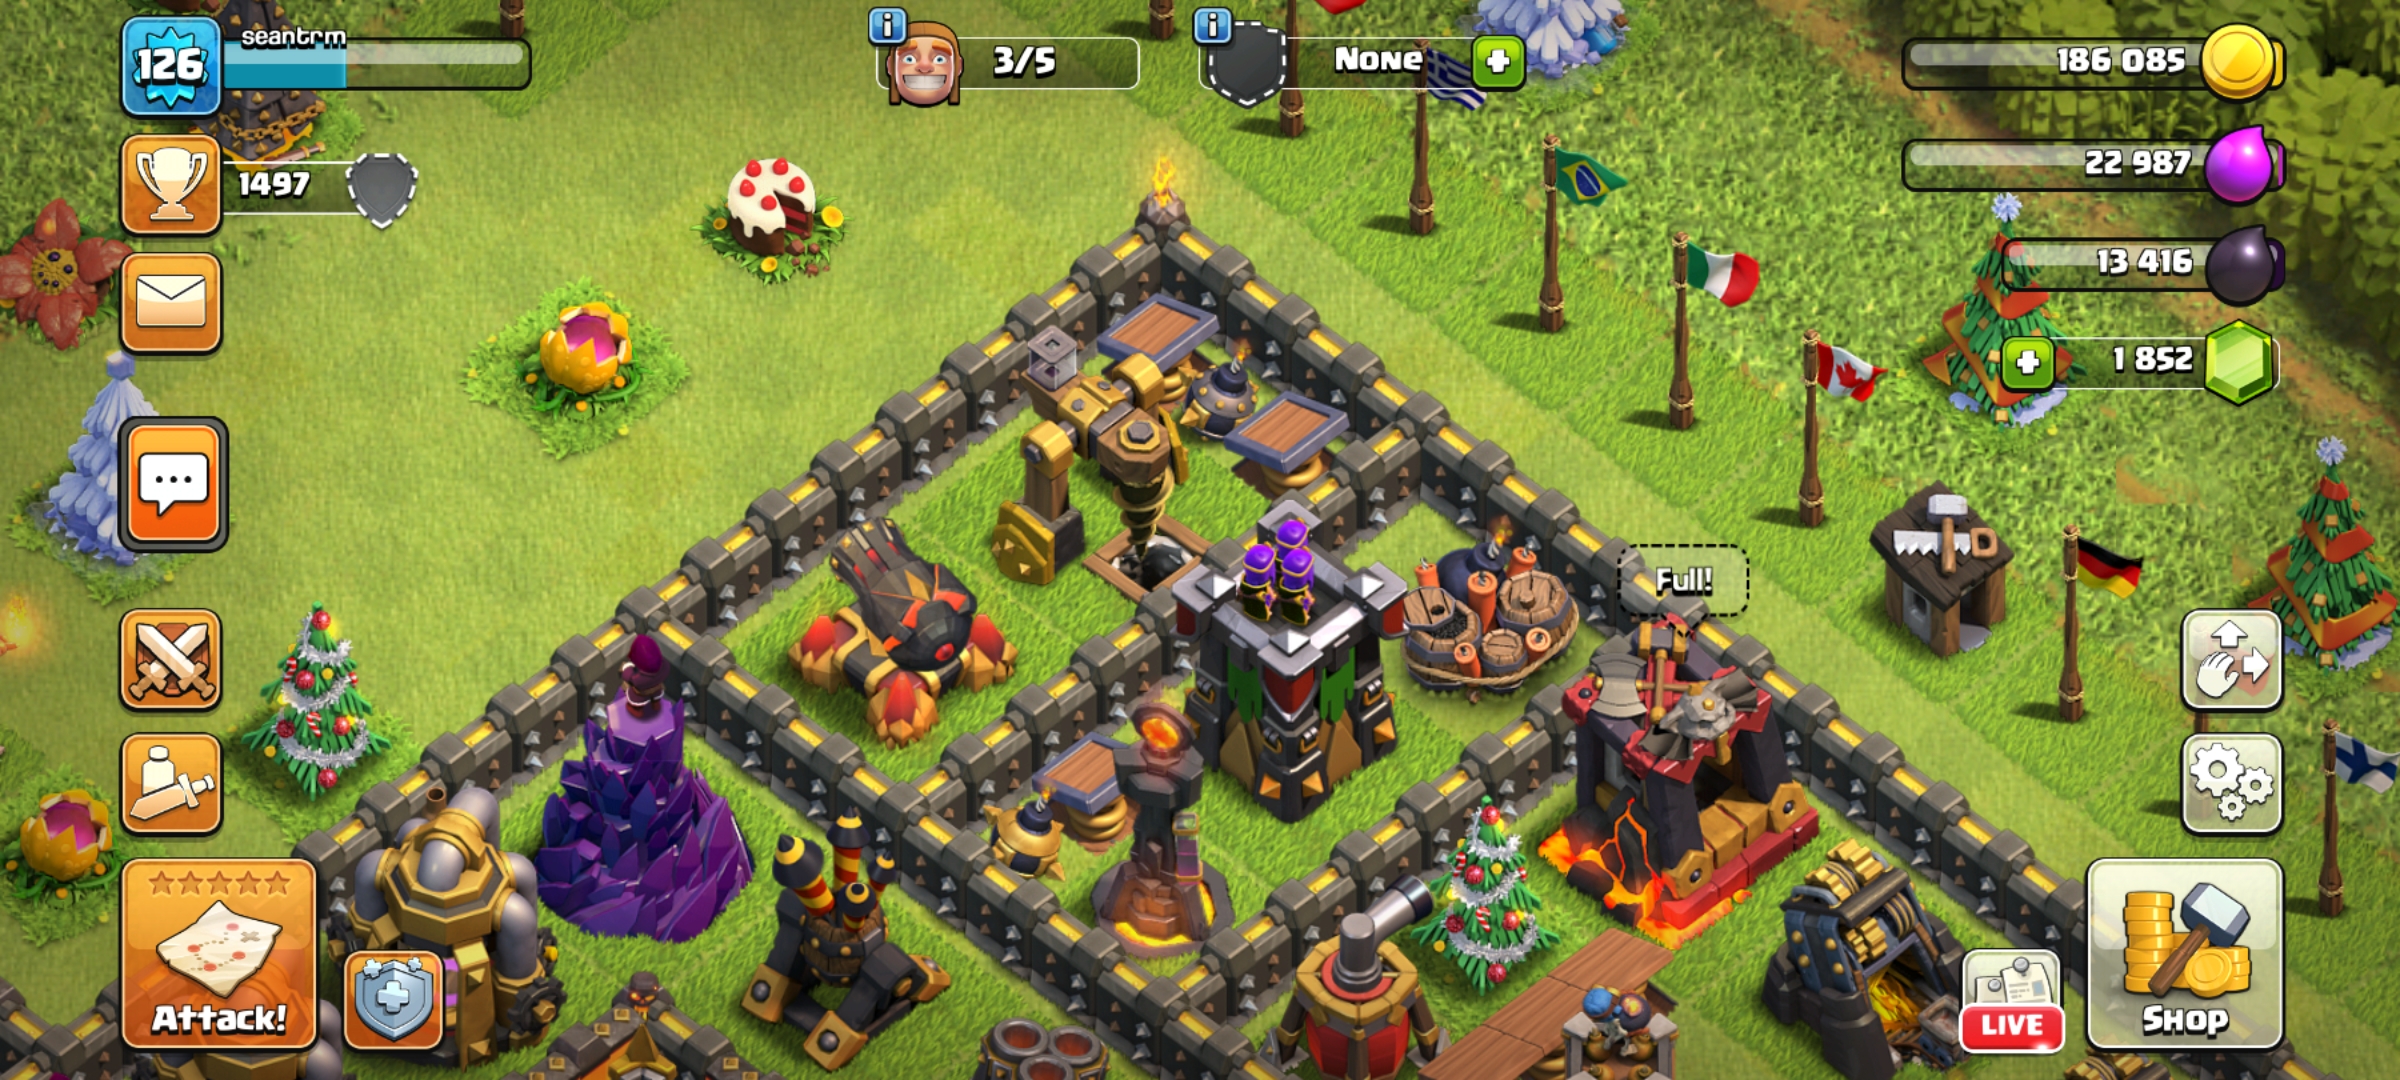 126
seantrm
i
3/5
i
None
186 085
1497
22 987
13 416
1 852
Full!
Attack!
LIVE
Shop